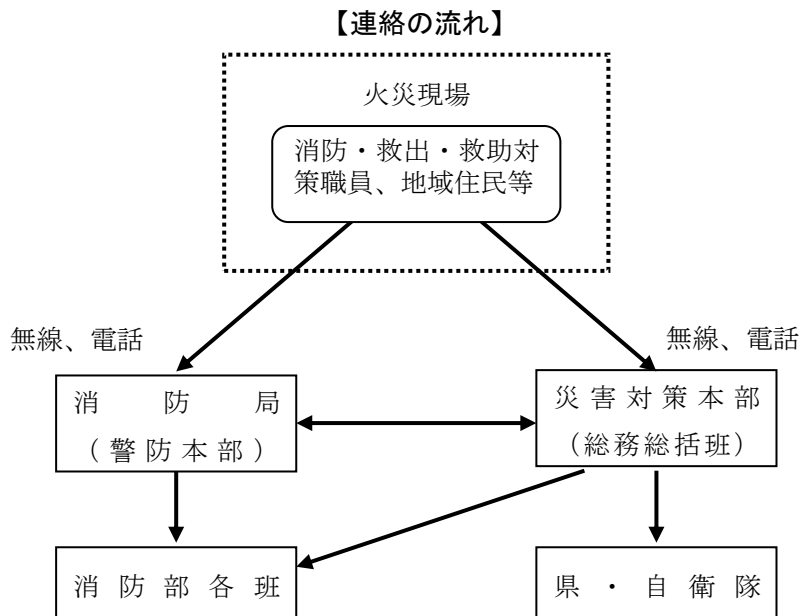 【連絡の流れ】
火災現場
消防・救出・救助対
策職員、地域住民等
無線、電話
無線、電話
消防局
（警防本部）
災害対策本部
（総務総括班）
消防部各班
県・自衛隊